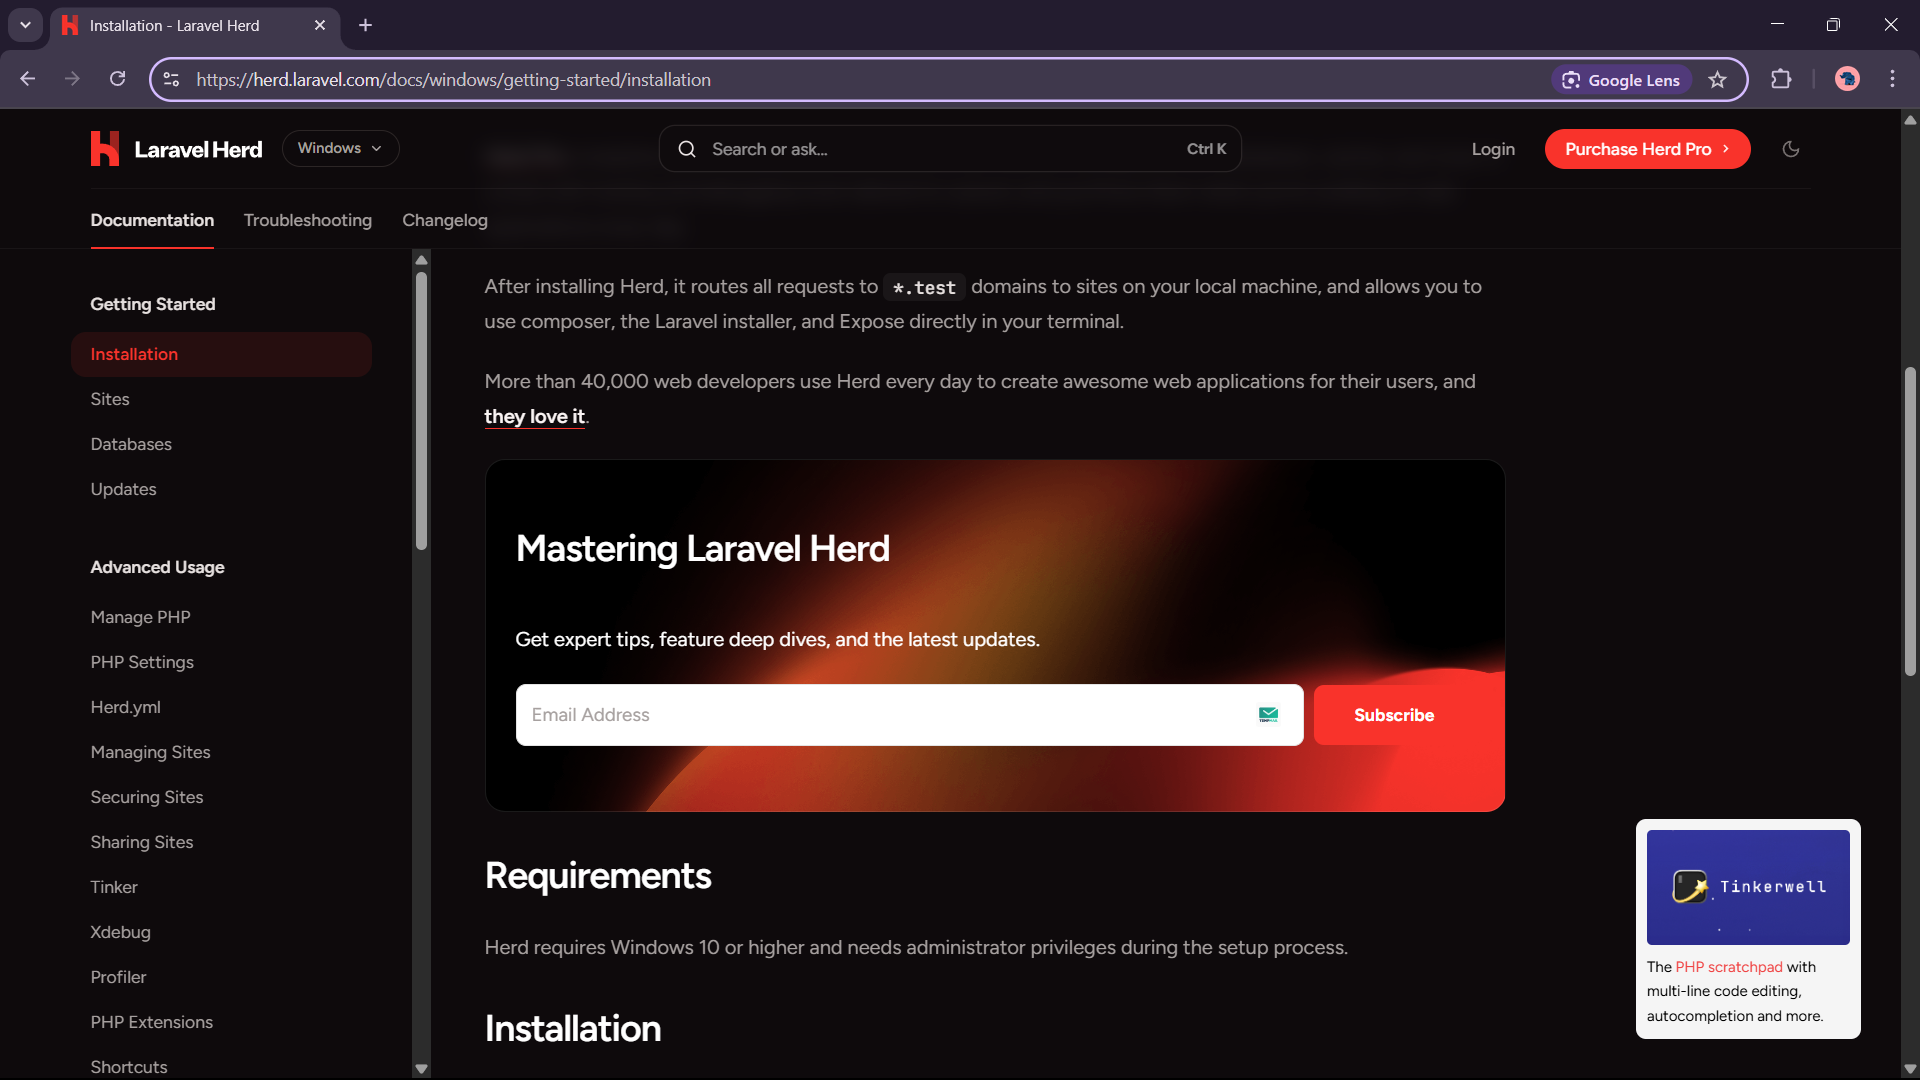 Installation - Laravel Herd
https://herd.laravel.com/docs/windows/getting-started/installation
Google Lens
Laravel Herd
Windows
Search or ask...
Ctrl K
Login
Purchase Herd Pro
Documentation
Troubleshooting
Changelog
Getting Started
Installation
Sites
Databases
Updates
Advanced Usage
Manage PHP
PHP Settings
Herd.yml
Managing Sites
Securing Sites
Sharing Sites
Tinker
Xdebug
Profiler
PHP Extensions
Shortcuts
After installing Herd, it routes all requests to *.test domains to sites on your local machine, and allows you to
use composer, the Laravel installer, and Expose directly in your terminal.
More than 40,000 web developers use Herd every day to create awesome web applications for their users, and
they love it.
Mastering Laravel Herd
Get expert tips, feature deep dives, and the latest updates.
Email Address
Subscribe
Requirements
Herd requires Windows 10 or higher and needs administrator privileges during the setup process.
Installation
Tinkerwell
The PHP scratchpad with
multi-line code editing,
autocompletion and more.